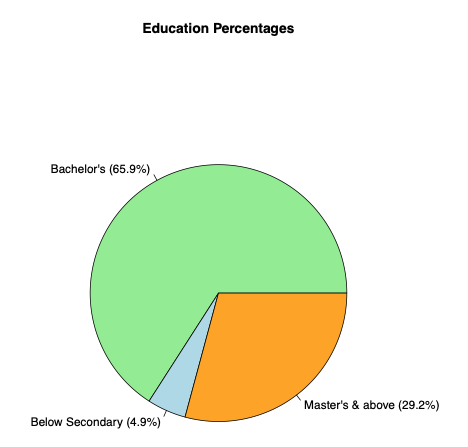 Education Percentages
Bachelor's (65.9%)
Below Secondary (4.9%)
Master's & above (29.2%)